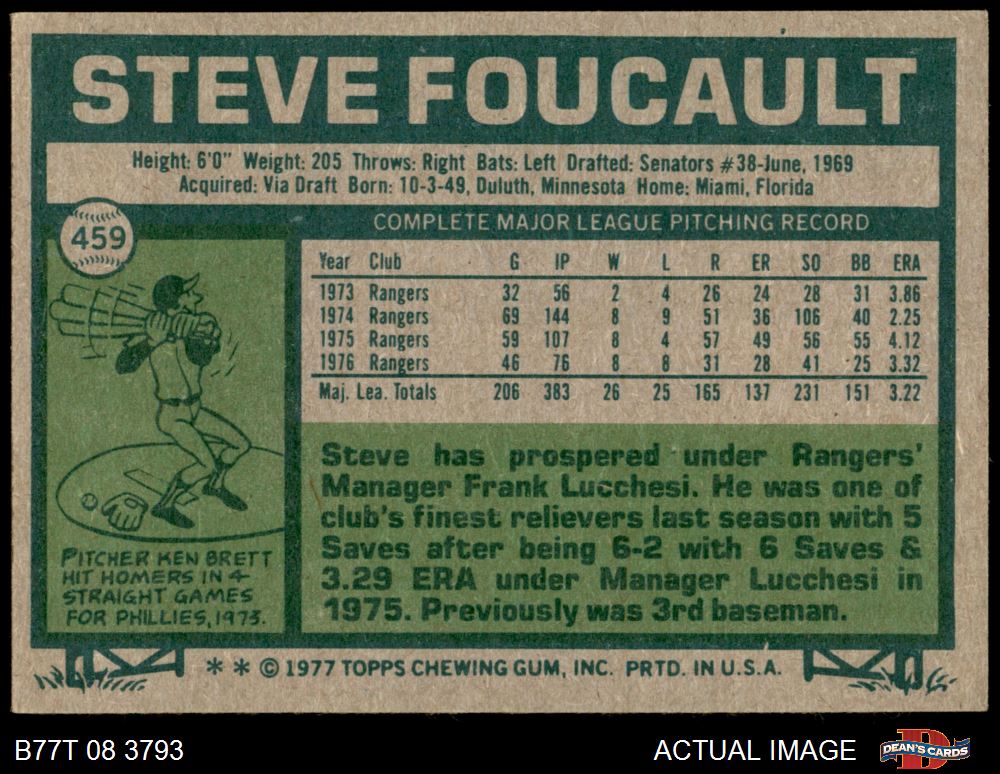 STEVE FOUCAULT
Height: 6'0" Weight: 205 Throws: Right Bats: Left Drafted: Senators #38-June, 1969
Acquired: Via Draft Born: 10-3-49, Duluth, Minnesota Home: Miami, Florida
459
COMPLETE MAJOR LEAGUE PITCHING RECORD
Year Club G IP W L R ER SO BB ERA
1973 Rangers 32 56 2 4 26 24 28 31 3.86
1974 Rangers 69 144 8 9 51 36 106 40 2.25
1975 Rangers 59 107 8 4 57 49 56 55 4.12
1976 Rangers 46 76 8 8 31 28 41 25 3.32
Maj. Lea. Totals 206 383 26 25 165 137 231 151 3.22
PITCHER KEN BRETT
HIT HOMERS IN 4
STRAIGHT GAMES
FOR PHILLIES, 1973.
Steve has prospered under Rangers'
Manager Frank Lucchesi. He was one of
club's finest relievers last season with 5
Saves after being 6-2 with 6 Saves &
3.29 ERA under Manager Lucchesi in
1975. Previously was 3rd baseman.
* * © 1977 TOPPS CHEWING GUM, INC. PRTD. IN U.S.A.
B77T 08 3793
ACTUAL IMAGE
DEAN'S CARDS